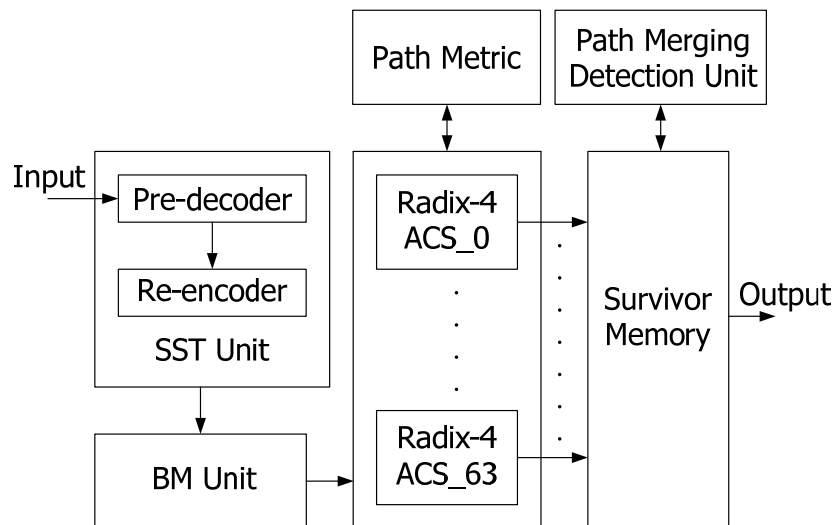 Path Metric
Path Merging
Detection Unit
Input
Pre-decoder
Re-encoder
SST Unit
BM Unit
Radix-4
ACS_0
Radix-4
ACS_63
Survivor
Memory
Output